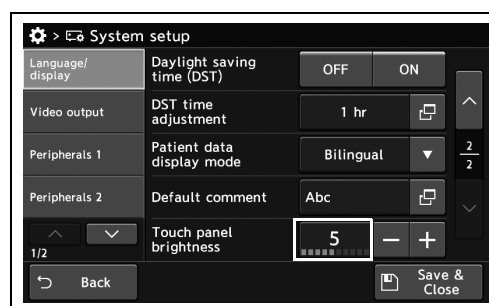 > System setup
Language/
display
Video output
Peripherals 1
Peripherals 2
1/2
Back
Daylight saving
time (DST)
OFF
ON
DST time
adjustment
1 hr
Patient data
display mode
Bilingual
Default comment
Abc
Touch panel
brightness
5
2
2
Save &
Close